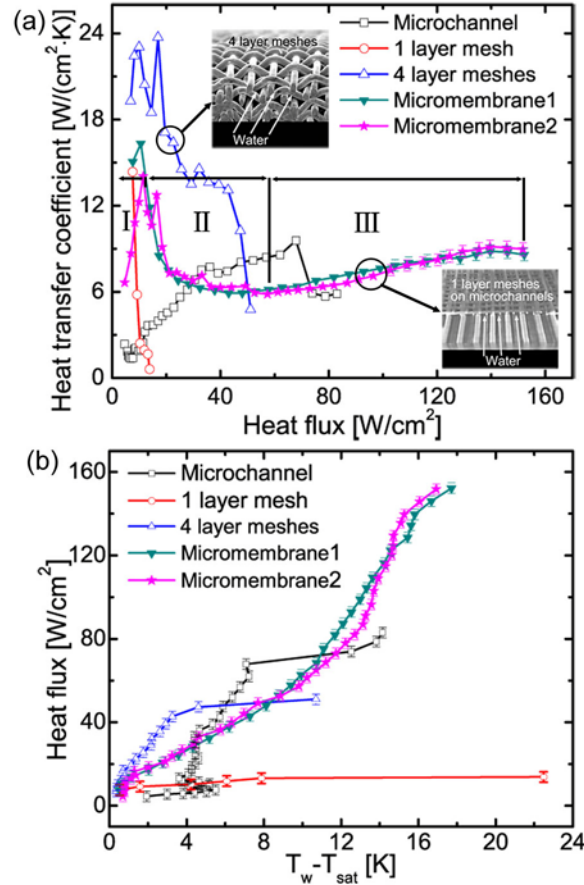 (a)
Heat transfer coefficient [W/(cm²·K)]
24
18
12
6
0
4 layer meshes
Water
Microchannel
1 layer mesh
4 layer meshes
Micromembrane1
Micromembrane2
I
II
III
1 layer meshes
on microchannels
Water
0 40 80 120 160
Heat flux [W/cm²]
(b)
Heat flux [W/cm²]
160
120
80
40
0
Microchannel
1 layer mesh
4 layer meshes
Micromembrane1
Micromembrane2
0 4 8 12 16 20 24
T_w-T_sat [K]